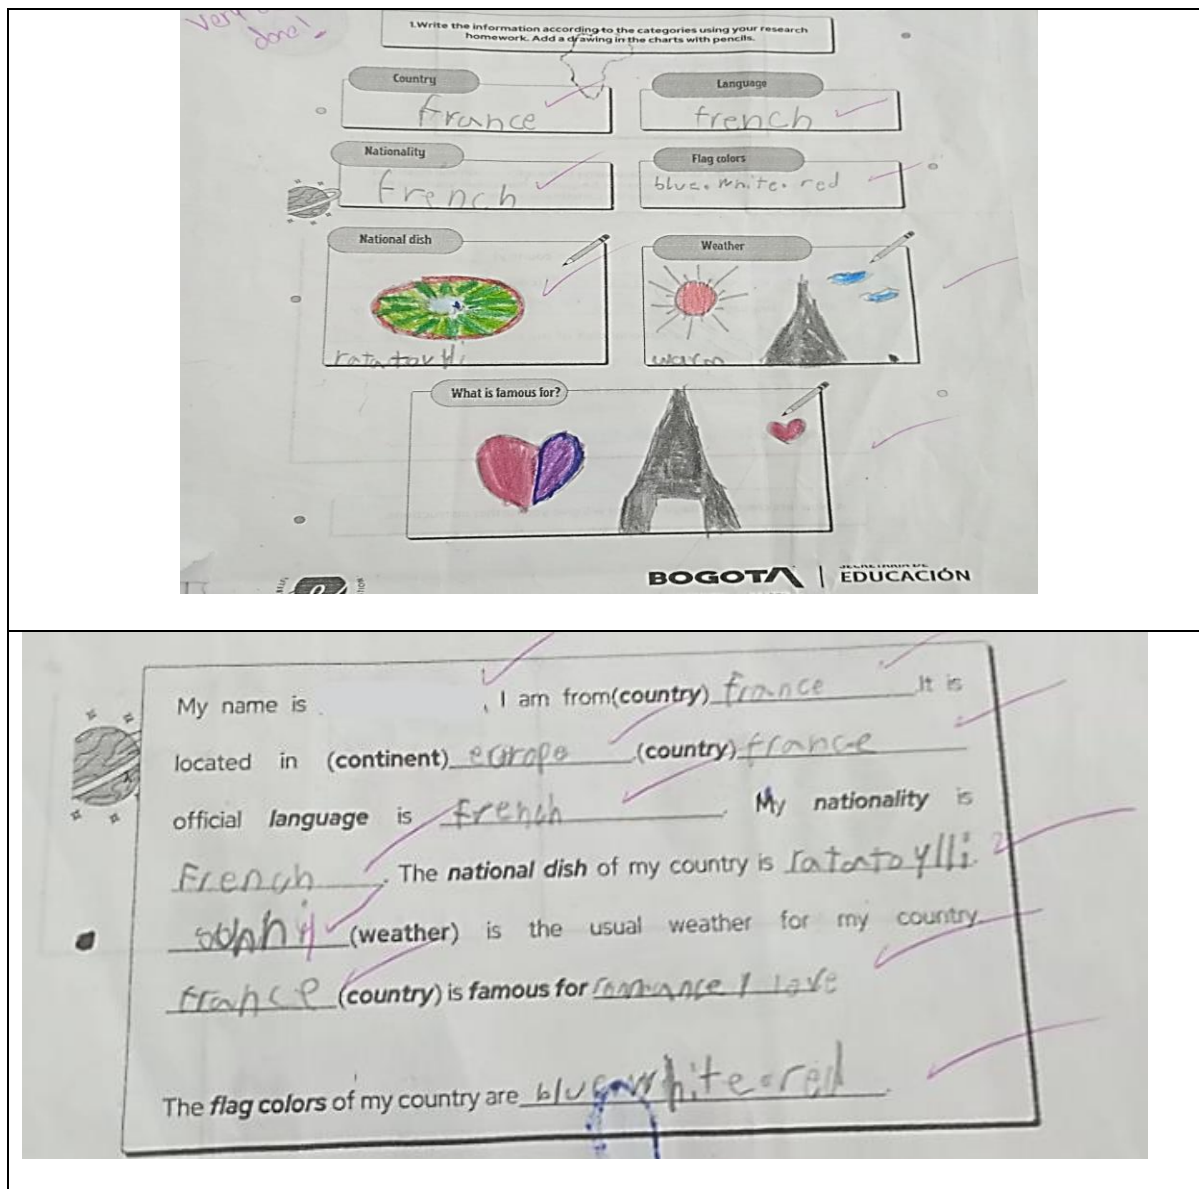 Very
done!
1.Write the information according to the categories using your research
homework. Add a drawing in the charts with pencils.
Country
france
Language
french
Nationality
french
Flag colors
blue. white. red
National dish
Weather
warm
What is famous for?
BOGOTA | EDUCACIÓN
My name is , I am from(country) france .It is
located in (continent) europe .(country) france
official language is french . My nationality is
French . The national dish of my country is ratatoylli.
(weather) is the usual weather for my country
france (country) is famous for romance / love
The flag colors of my country are blue white red .